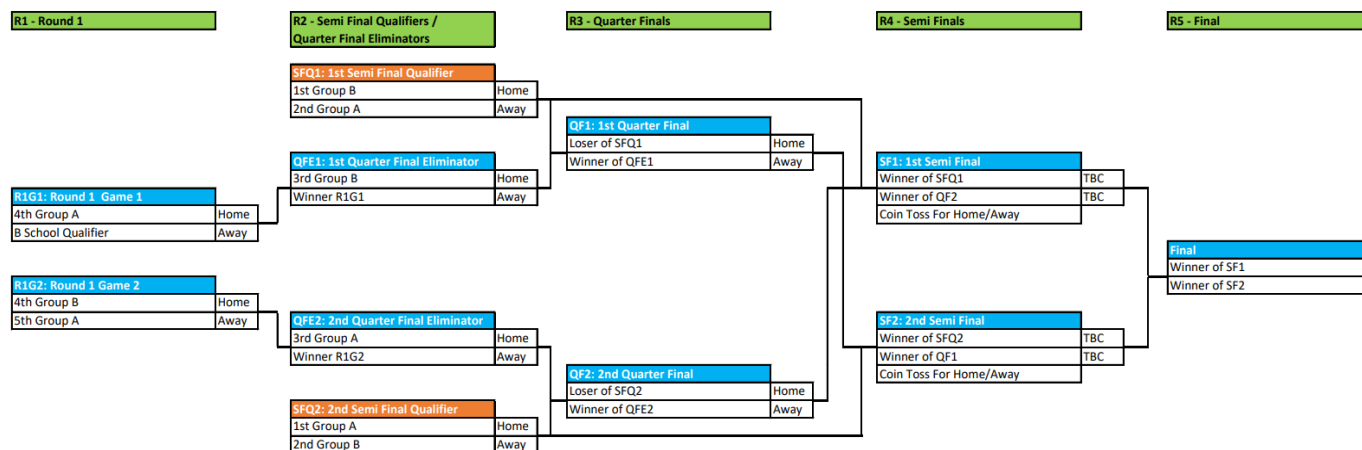 R1 - Round 1
R2 - Semi Final Qualifiers /
Quarter Final Eliminators
R3 - Quarter Finals
R4 - Semi Finals
R5 - Final
SFQ1: 1st Semi Final Qualifier
1st Group B Home
2nd Group A Away
QF1: 1st Quarter Final
Loser of SFQ1 Home
Winner of QFE1 Away
QFE1: 1st Quarter Final Eliminator
3rd Group B Home
Winner R1G1 Away
SF1: 1st Semi Final
Winner of SFQ1 TBC
Winner of QF2 TBC
Coin Toss For Home/Away
R1G1: Round 1 Game 1
4th Group A Home
B School Qualifier Away
Final
Winner of SF1
Winner of SF2
R1G2: Round 1 Game 2
4th Group B Home
5th Group A Away
QFE2: 2nd Quarter Final Eliminator
3rd Group A Home
Winner R1G2 Away
SF2: 2nd Semi Final
Winner of SFQ2 TBC
Winner of QF1 TBC
Coin Toss For Home/Away
QF2: 2nd Quarter Final
Loser of SFQ2 Home
Winner of QFE2 Away
SFQ2: 2nd Semi Final Qualifier
1st Group A Home
2nd Group B Away